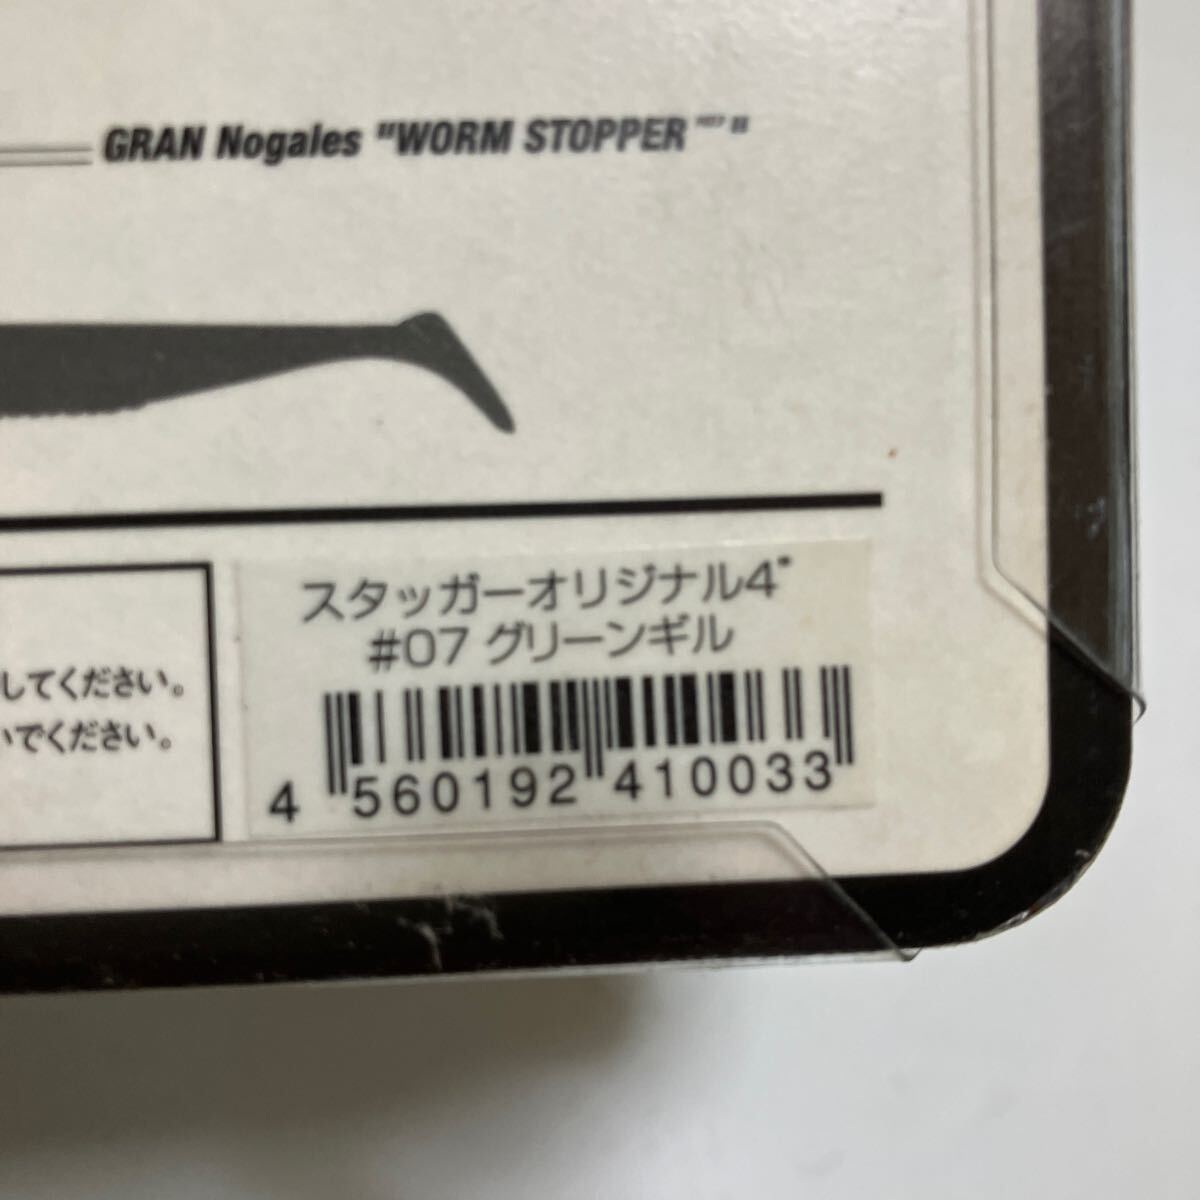 GRAN Nogales "WORM STOPPER"
スタッガーオリジナル4"
#07 グリーンギル
してください。
いでください。
4 560192 410033